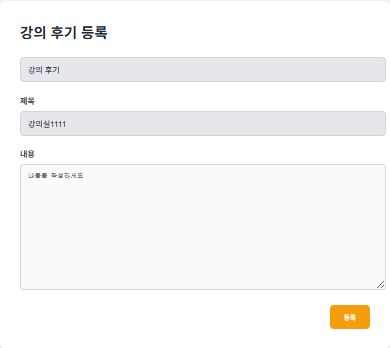 강의 후기 등록
강의 후기
제목
강의실1111
내용
내용을 작성하세요
등록